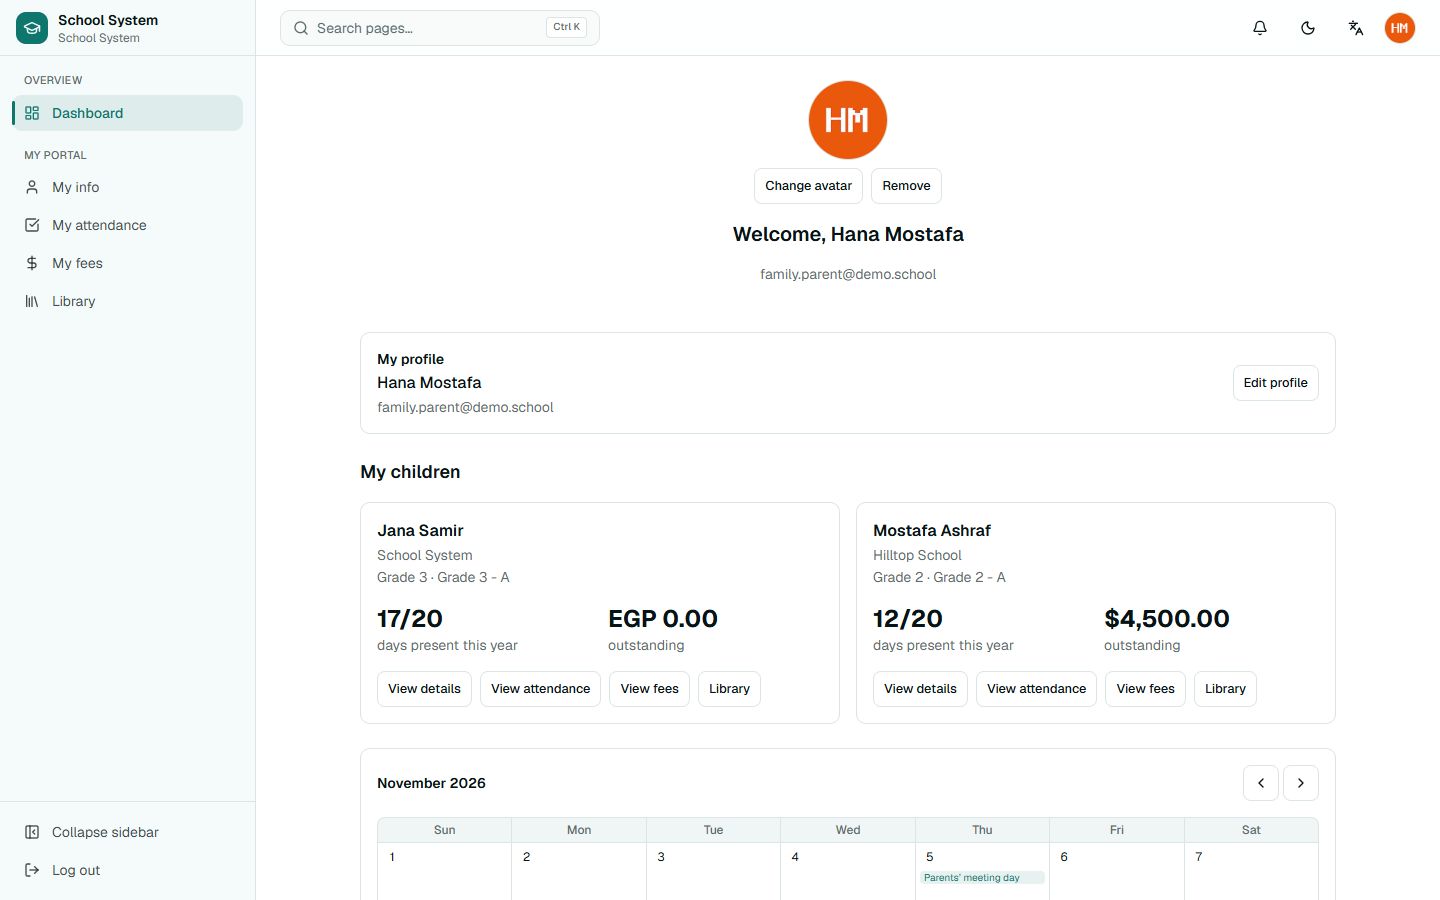 School System
School System
Search pages...
Ctrl K
HM
OVERVIEW
Dashboard
MY PORTAL
My info
My attendance
My fees
Library
Collapse sidebar
Log out
HM
Change avatar
Remove
Welcome, Hana Mostafa
family.parent@demo.school
My profile
Hana Mostafa
family.parent@demo.school
Edit profile
My children
Jana Samir
School System
Grade 3 · Grade 3 - A
17/20
days present this year
EGP 0.00
outstanding
View details
View attendance
View fees
Library
Mostafa Ashraf
Hilltop School
Grade 2 · Grade 2 - A
12/20
days present this year
$4,500.00
outstanding
View details
View attendance
View fees
Library
November 2026
Sun Mon Tue Wed Thu Fri Sat
1 2 3 4 5 6 7
Parents' meeting day